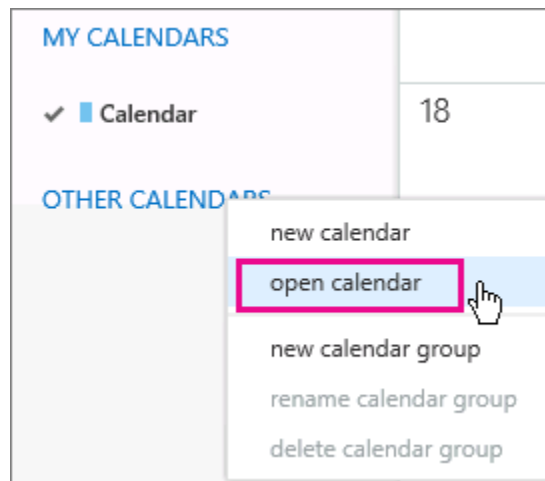 MY CALENDARS
Calendar
18
OTHER CALENDARS
new calendar
open calendar
new calendar group
rename calendar group
delete calendar group